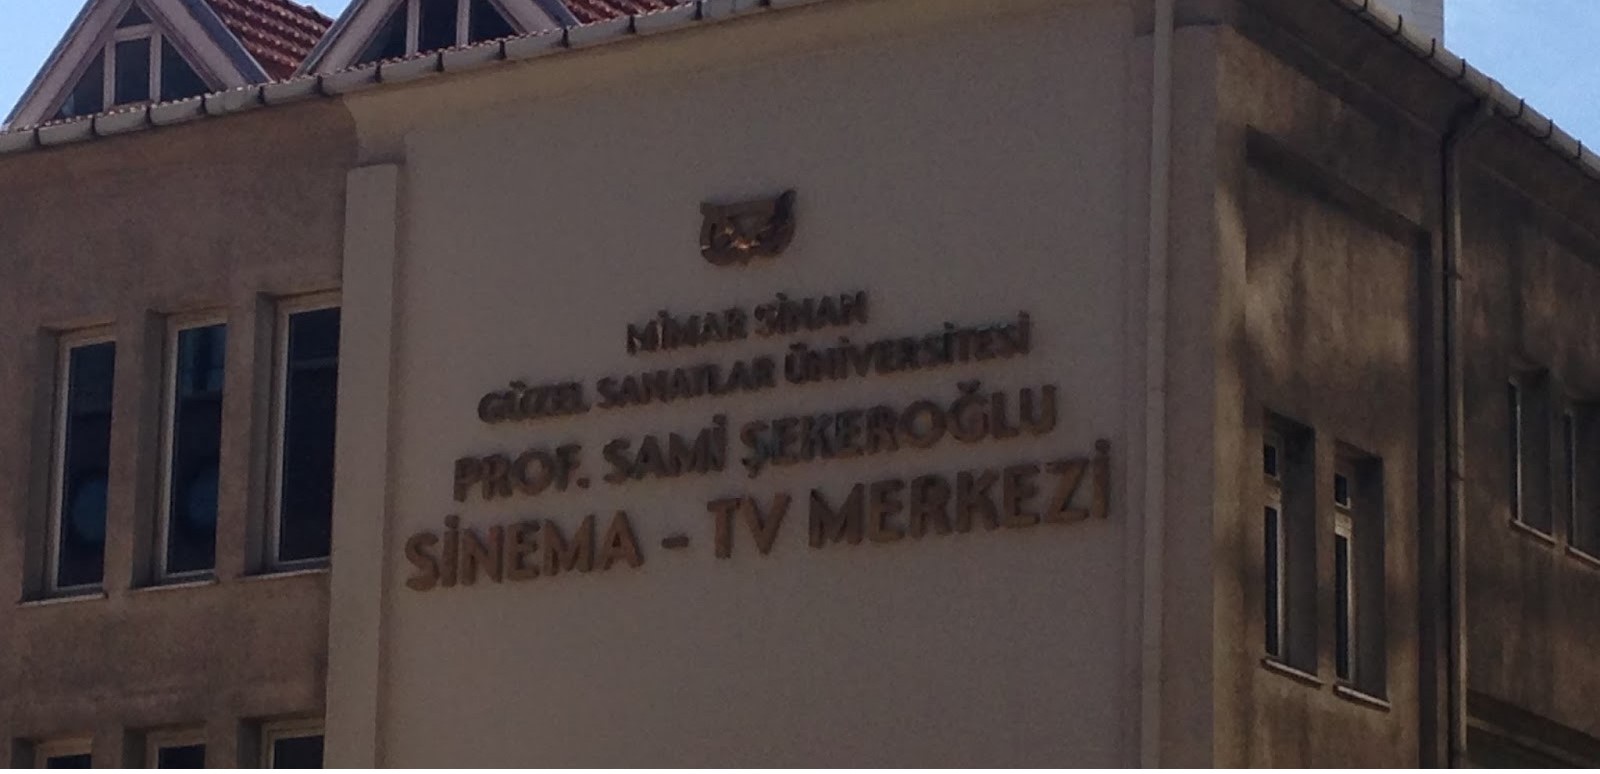 MİMAR SİNAN
GÜZEL SANATLAR ÜNİVERSİTESİ
PROF. SAMİ ŞEKEROĞLU
SİNEMA - TV MERKEZİ